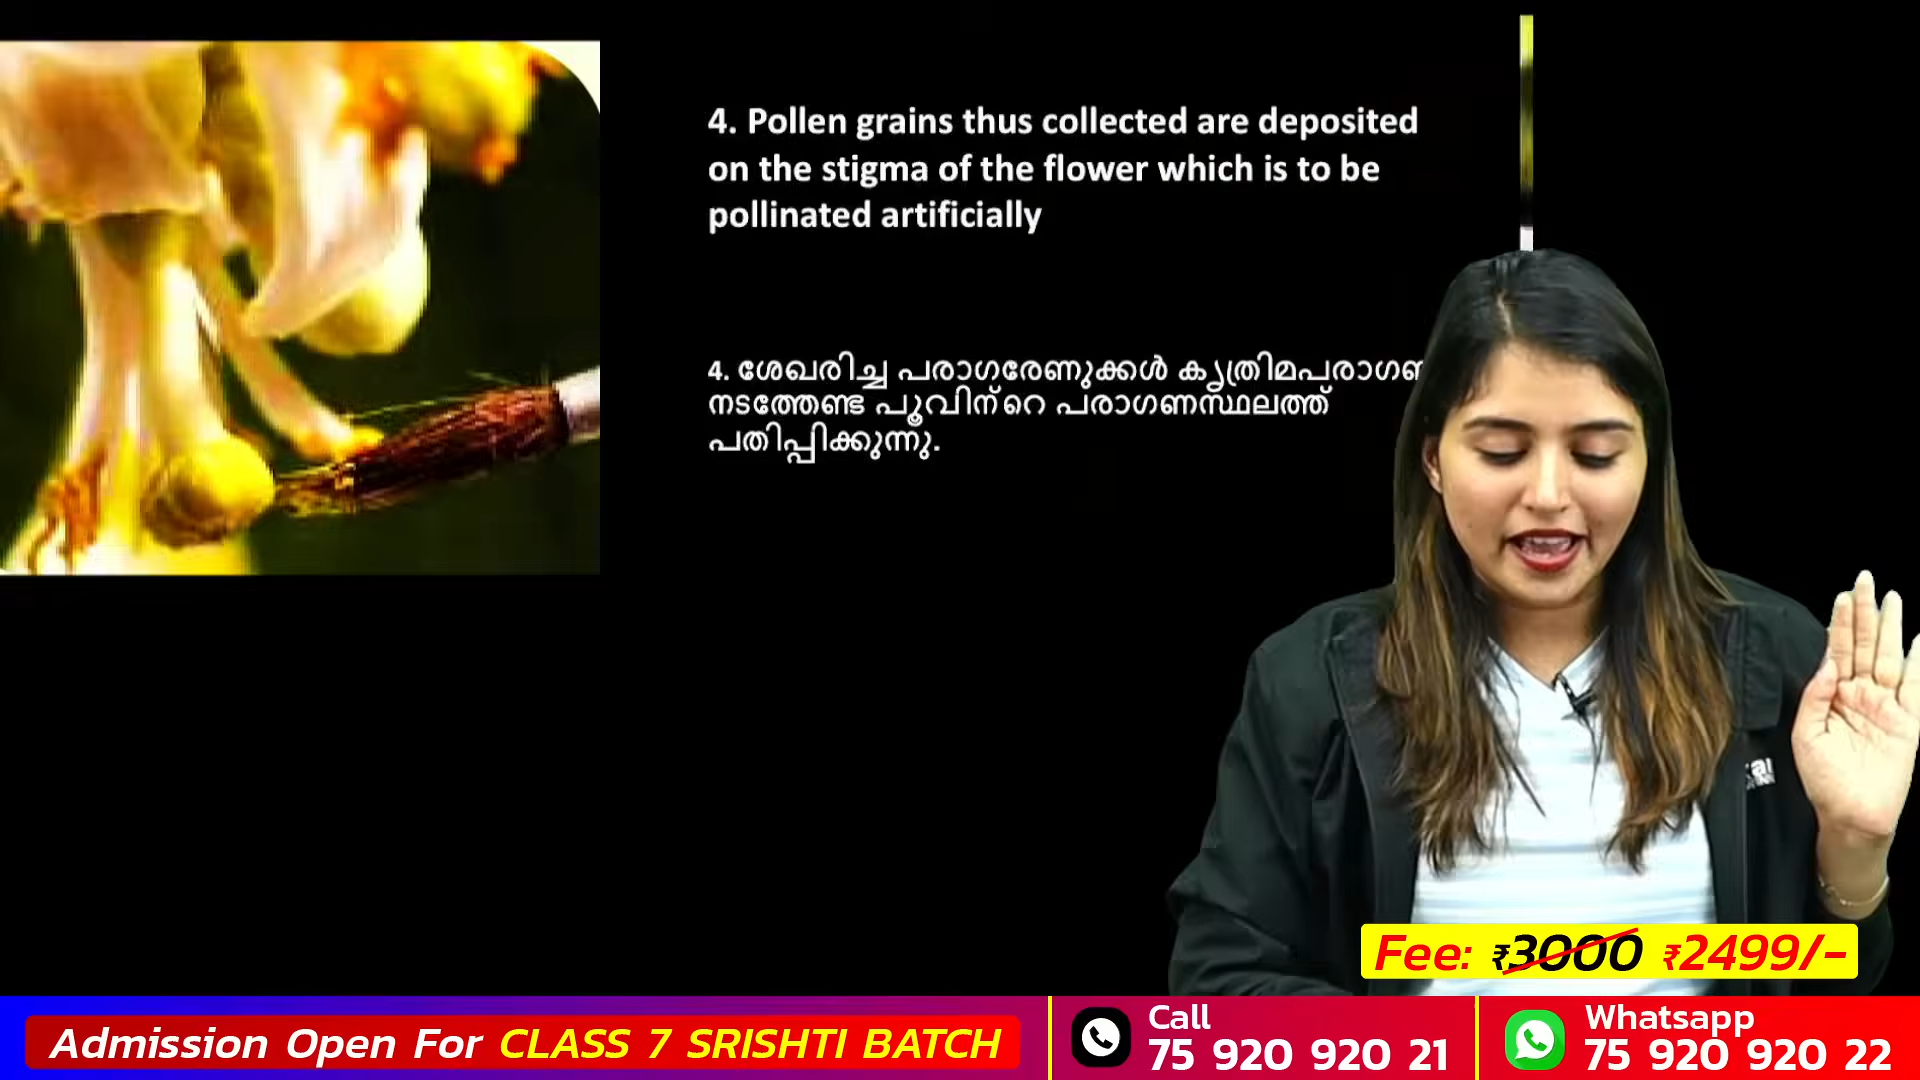 4. Pollen grains thus collected are deposited
on the stigma of the flower which is to be
pollinated artificially
4. ശേഖരിച്ച പരാഗരേണുക്കൾ
നടത്തേണ്ട പൂവിന്റെ പരാഗണസ്ഥലത്ത്
പതിപ്പിക്കുന്നു.
Fee: ₹3000 ₹2499/-
Admission Open For CLASS 7 SRISHTI BATCH
Call
75 920 920 21
Whatsapp
75 920 920 22